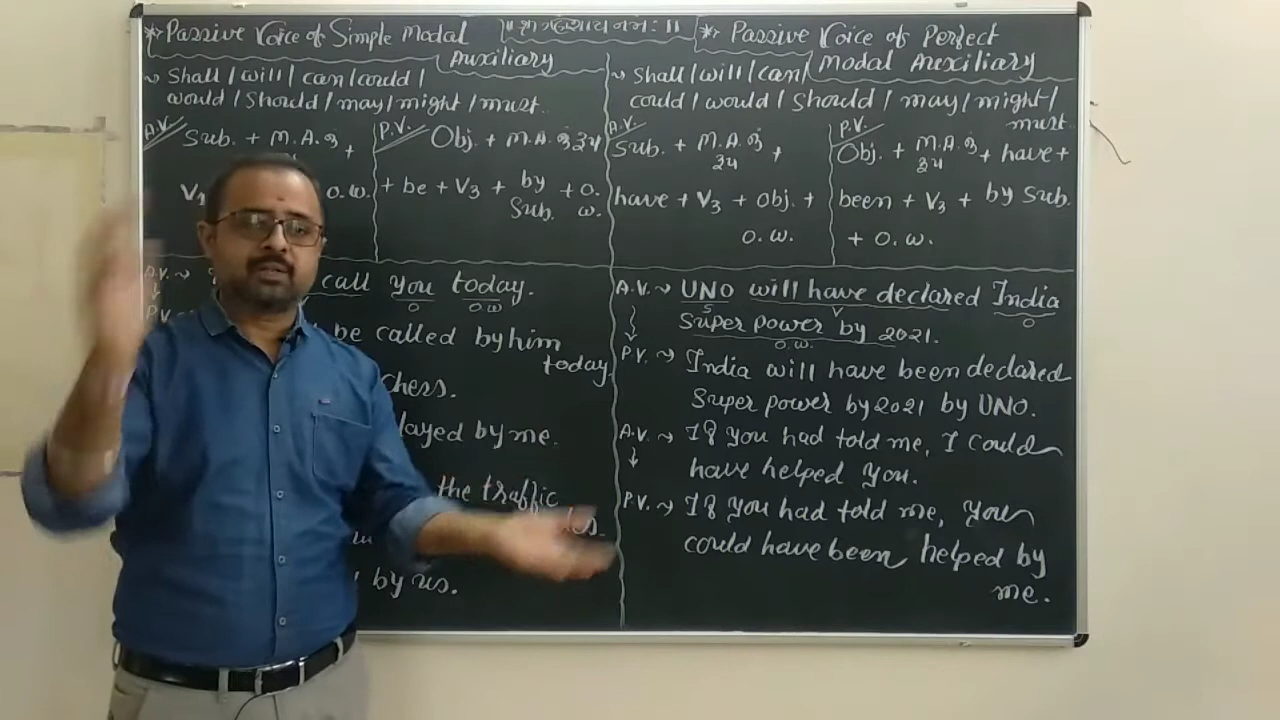 * Passive Voice of Simple Modal
Auxiliary
~ Shall / will / can / could /
would / should / may / might / must.
A.V.
Sub. + M.A. +
V1 O.W.
P.V.
Obj. + M.A.
+ be + V3 + by + O.
Sub. W.
call you today.
O O.W
be called by him
today
chess.
layed by me.
the traffic
by us.
* Passive Voice of Perfect
Modal Auxiliary
~ Shall / will / can /
could / would / should / may / might /
must
A.V.
Sub. + M.A. +
have + V3 + Obj. +
O.W.
P.V.
Obj. + M.A. + have +
been + V3 + by Sub.
+ O.W.
A.V. ~ UNO will have declared India
S V O
Super power by 2021.
O.W.
P.V. ~ India will have been declared
Super power by 2021 by UNO.
A.V. ~ If you had told me, I could
have helped you.
P.V. ~ If you had told me, you
could have been helped by
me.